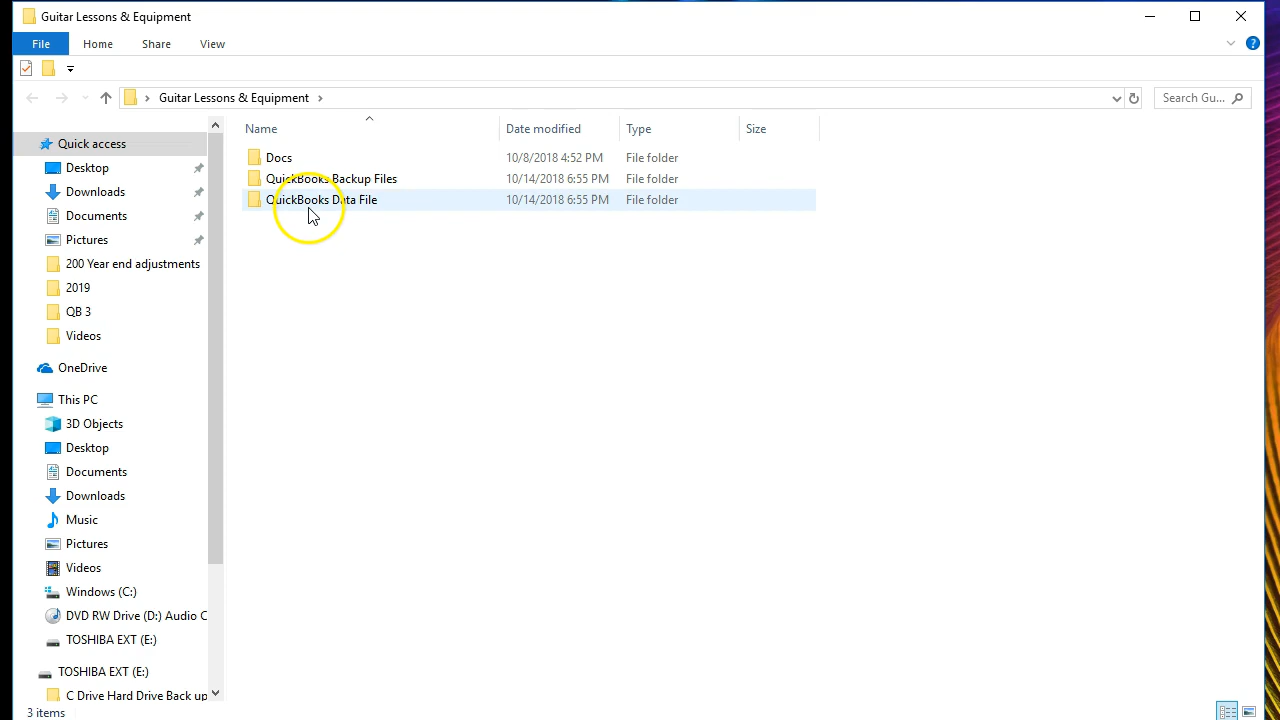 Guitar Lessons & Equipment
File Home Share View
Guitar Lessons & Equipment Search Gu...
Name Date modified Type Size
Docs 10/8/2018 4:52 PM File folder
QuickBooks Backup Files 10/14/2018 6:55 PM File folder
QuickBooks Data File 10/14/2018 6:55 PM File folder
Quick access
Desktop
Downloads
Documents
Pictures
200 Year end adjustments
2019
QB 3
Videos
OneDrive
This PC
3D Objects
Desktop
Documents
Downloads
Music
Pictures
Videos
Windows (C:)
DVD RW Drive (D:) Audio C
TOSHIBA EXT (E:)
TOSHIBA EXT (E:)
C Drive Hard Drive Back up
3 items